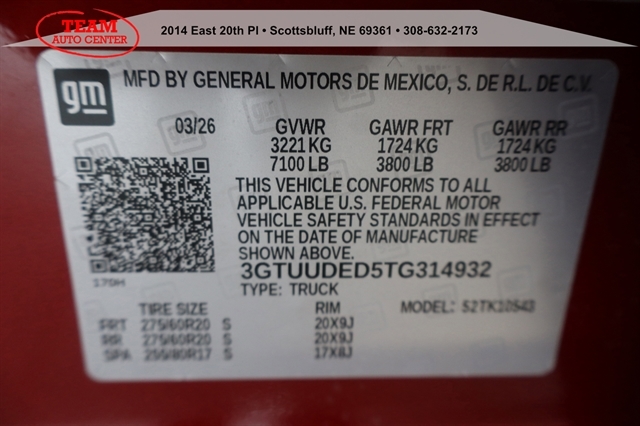 TEAM
AUTO CENTER
2014 East 20th Pl • Scottsbluff, NE 69361 • 308-632-2173
gm
MFD BY GENERAL MOTORS DE MEXICO, S. DE R.L. DE C.V.
03/26 GVWR GAWR FRT GAWR RR
3221 KG 1724 KG 1724 KG
7100 LB 3800 LB 3800 LB
THIS VEHICLE CONFORMS TO ALL
APPLICABLE U.S. FEDERAL MOTOR
VEHICLE SAFETY STANDARDS IN EFFECT
ON THE DATE OF MANUFACTURE
SHOWN ABOVE.
3GTUUDED5TG314932
TYPE: TRUCK MODEL: 52TK10543
TIRE SIZE RIM
FRT 275/60R20 S 20X9J
RR 275/60R20 S 20X9J
SPA 255/80R17 S 17X8J